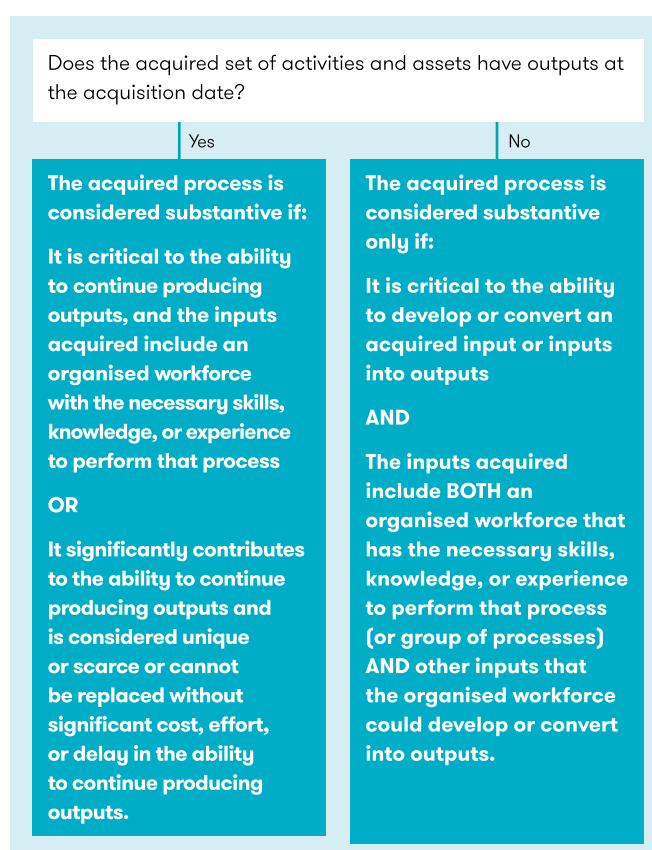 Does the acquired set of activities and assets have outputs at
the acquisition date?
Yes
The acquired process is
considered substantive if:
It is critical to the ability
to continue producing
outputs, and the inputs
acquired include an
organised workforce
with the necessary skills,
knowledge, or experience
to perform that process
OR
It significantly contributes
to the ability to continue
producing outputs and
is considered unique
or scarce or cannot
be replaced without
significant cost, effort,
or delay in the ability
to continue producing
outputs.
No
The acquired process is
considered substantive
only if:
It is critical to the ability
to develop or convert an
acquired input or inputs
into outputs
AND
The inputs acquired
include BOTH an
organised workforce that
has the necessary skills,
knowledge, or experience
to perform that process
(or group of processes)
AND other inputs that
the organised workforce
could develop or convert
into outputs.